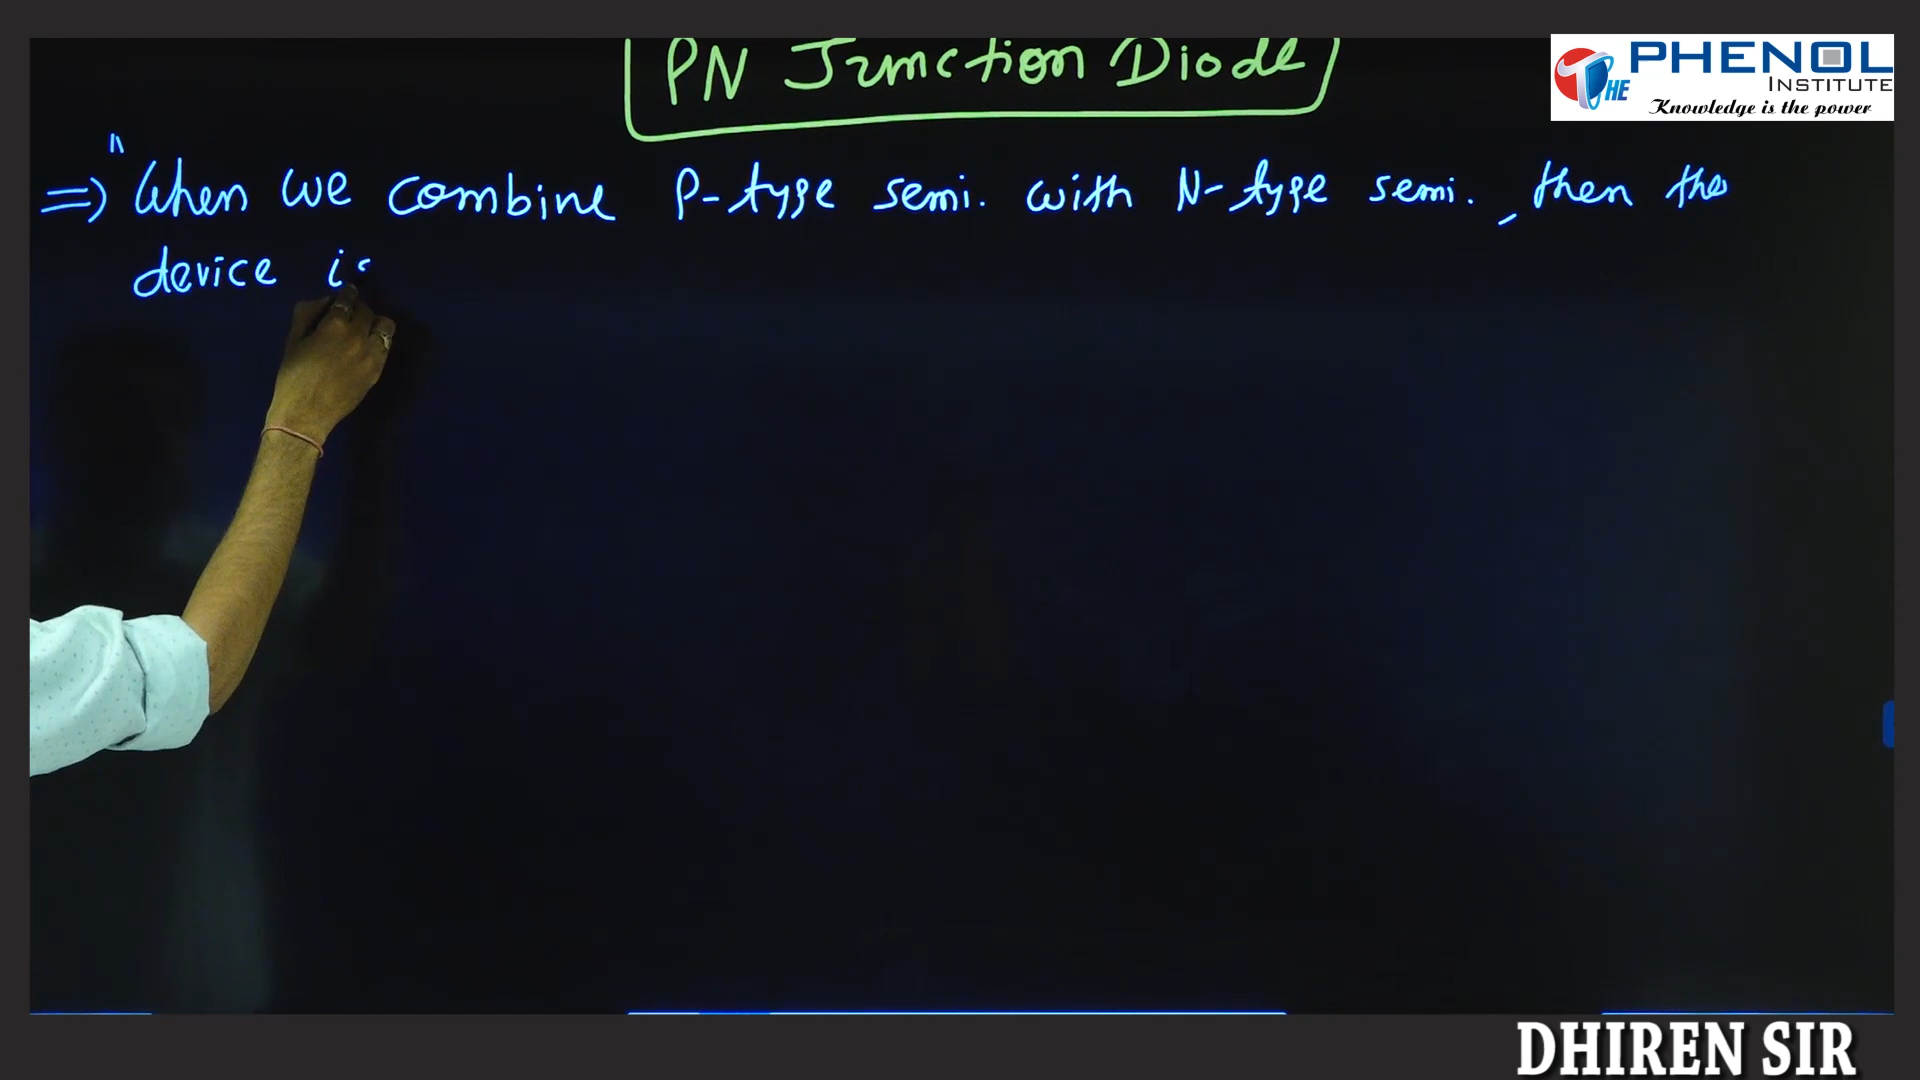 PN Junction Diode
THE PHENOL
INSTITUTE
Knowledge is the power
"
⇒ When we combine P-type semi. with N-type semi., then the
device is
DHIREN SIR